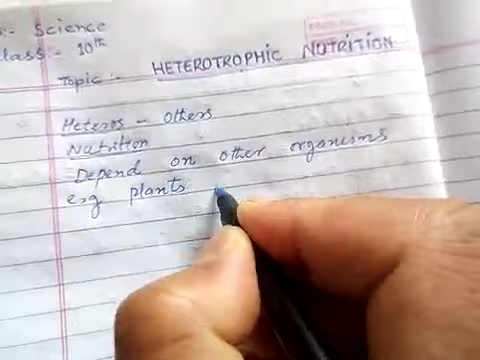 :- Science
Class:- 10th
Topic:- HETEROTROPHIC NUTRITION
Heteros - others
Nutrition
Depend on other organisms
e.g plants